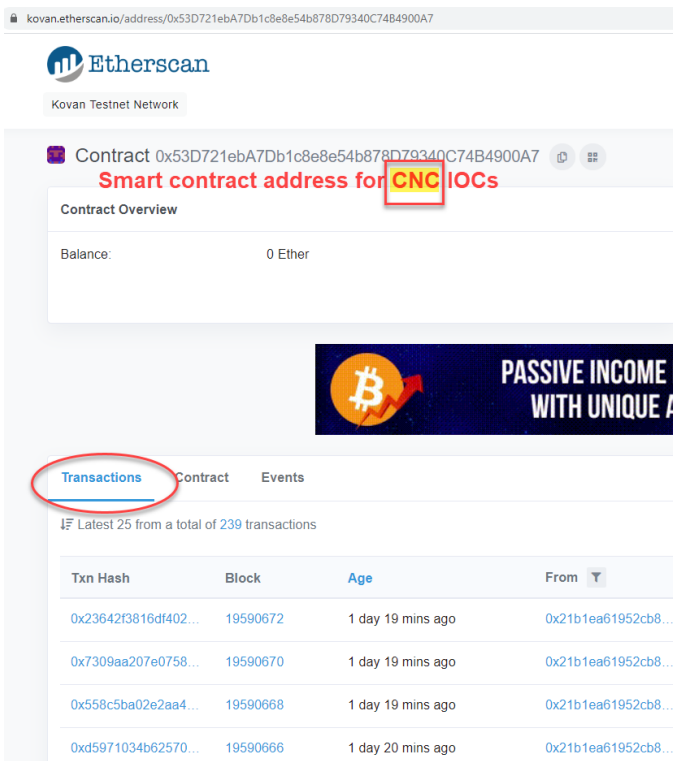 kovan.etherscan.io/address/0x53D721ebA7Db1c8e8e54b878D79340C74B4900A7
Etherscan
Kovan Testnet Network
Contract 0x53D721ebA7Db1c8e8e54b878D79340C74B4900A7
Smart contract address for CNC IOCs
Contract Overview
Balance: 0 Ether
PASSIVE INCOME
WITH UNIQUE A
Transactions Contract Events
Latest 25 from a total of 239 transactions
Txn Hash Block Age From
0x23642f3816df402... 19590672 1 day 19 mins ago 0x21b1ea61952cb8...
0x7309aa207e0758... 19590670 1 day 19 mins ago 0x21b1ea61952cb8...
0x558c5ba02e2aa4... 19590668 1 day 19 mins ago 0x21b1ea61952cb8...
0xd5971034b62570... 19590666 1 day 20 mins ago 0x21b1ea61952cb8...